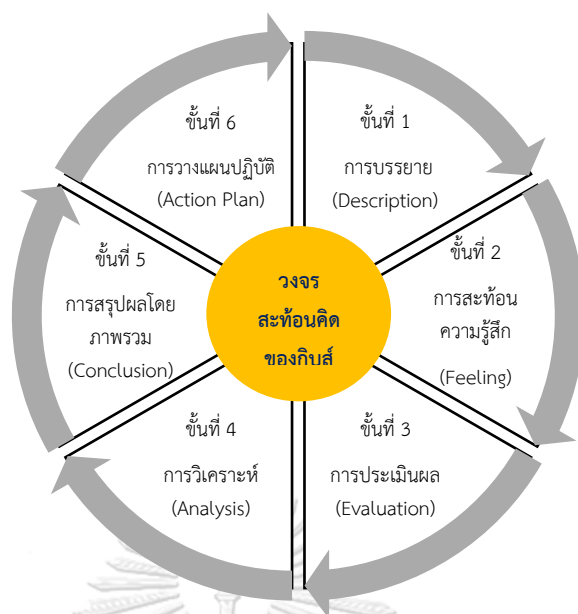 ขั้นที่ 1
การบรรยาย
(Description)
ขั้นที่ 2
การสะท้อน
ความรู้สึก
(Feeling)
ขั้นที่ 3
การประเมินผล
(Evaluation)
ขั้นที่ 4
การวิเคราะห์
(Analysis)
ขั้นที่ 5
การสรุปผลโดย
ภาพรวม
(Conclusion)
ขั้นที่ 6
การวางแผนปฏิบัติ
(Action Plan)
วงจร
สะท้อนคิด
ของกิบส์